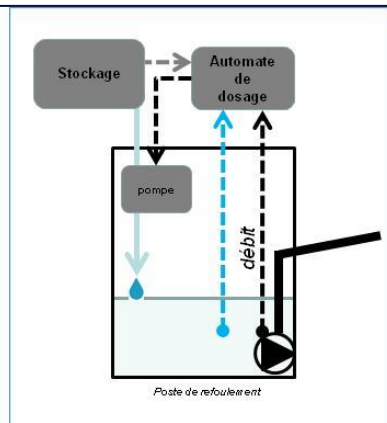 Stockage
Automate
de
dosage
pompe
débit
Poste de refoulement